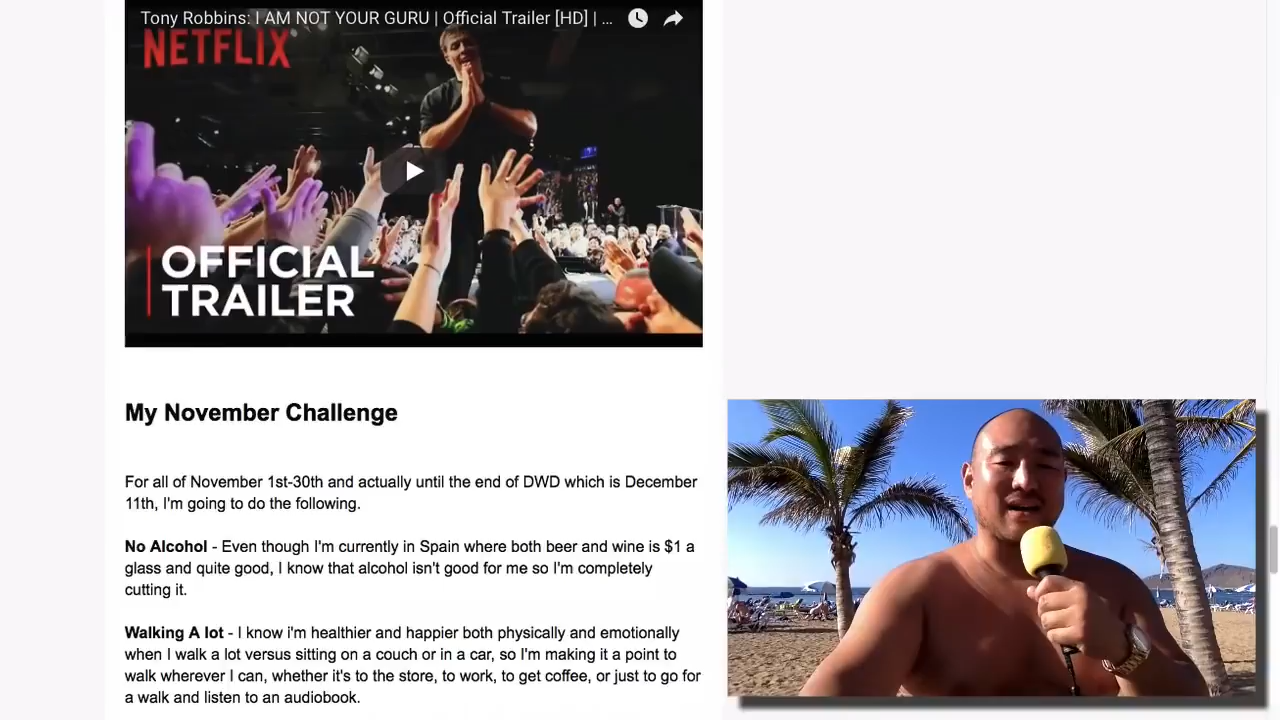 Tony Robbins: I AM NOT YOUR GURU | Official Trailer [HD] | ...
NETFLIX
OFFICIAL
TRAILER
My November Challenge
For all of November 1st-30th and actually until the end of DWD which is December
11th, I'm going to do the following.
No Alcohol - Even though I'm currently in Spain where both beer and wine is $1 a
glass and quite good, I know that alcohol isn't good for me so I'm completely
cutting it.
Walking A lot - I know i'm healthier and happier both physically and emotionally
when I walk a lot versus sitting on a couch or in a car, so I'm making it a point to
walk wherever I can, whether it's to the store, to work, to get coffee, or just to go for
a walk and listen to an audiobook.